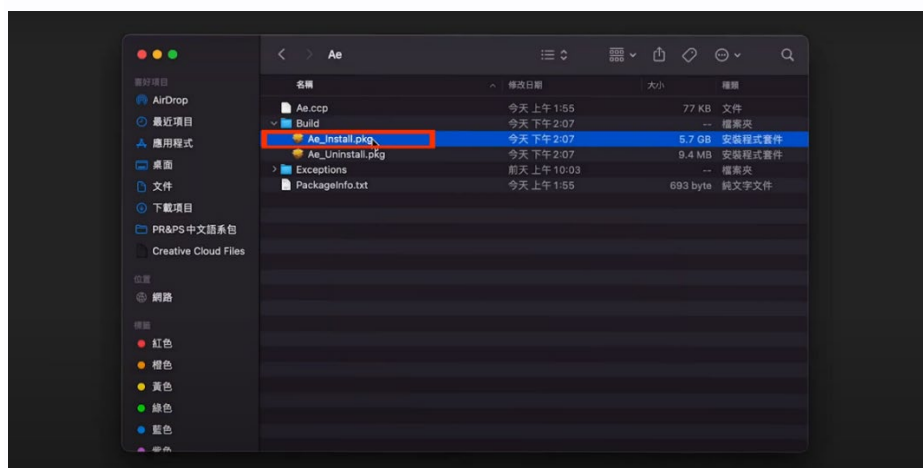 Ae
喜好項目
AirDrop
最近項目
應用程式
桌面
文件
下載項目
PR&PS中文語系包
Creative Cloud Files
位置
網路
標籤
紅色
橙色
黃色
綠色
藍色
紫色
名稱 修改日期 大小 種類
Ae.ccp 今天 上午 1:55 77 KB 文件
Build 今天 下午 2:07 -- 檔案夾
Ae_Install.pkg 今天 下午 2:07 5.7 GB 安裝程式套件
Ae_Uninstall.pkg 今天 下午 2:07 9.4 MB 安裝程式套件
Exceptions 前天 上午 10:03 -- 檔案夾
PackageInfo.txt 今天 上午 1:55 693 byte 純文字文件